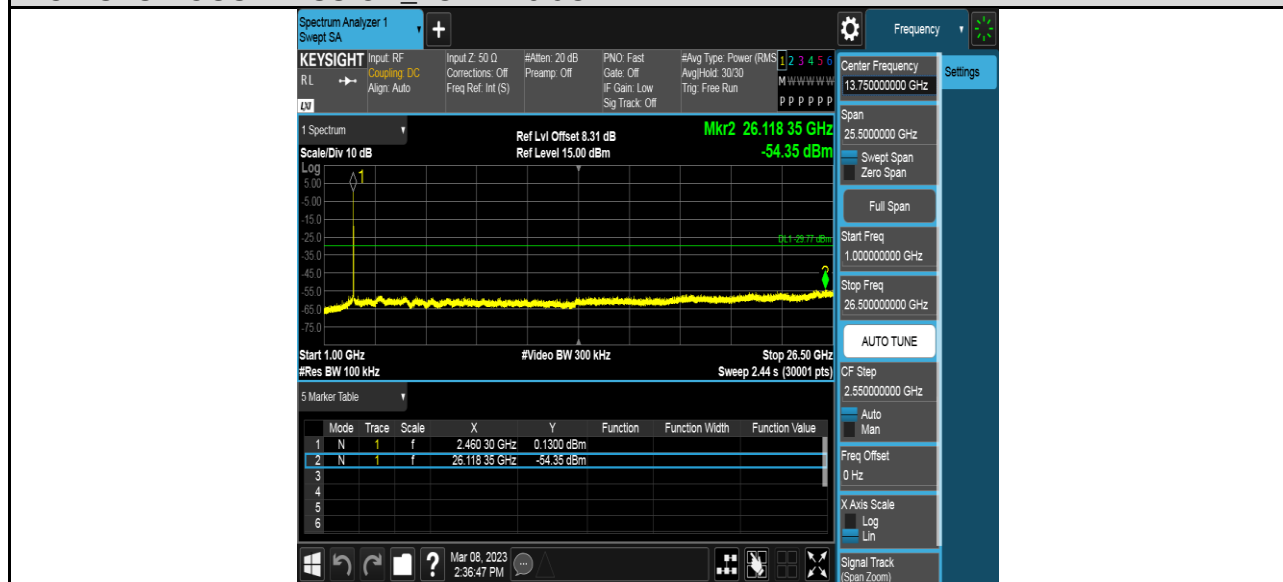 Spectrum Analyzer 1
Swept SA
+
Frequency
KEYSIGHT
RL
LXI
Input: RF
Coupling: DC
Align: Auto
Input Z: 50 Ω
Corrections: Off
Freq Ref: Int (S)
#Atten: 20 dB
Preamp: Off
PNO: Fast
Gate: Off
IF Gain: Low
Sig Track: Off
#Avg Type: Power (RMS
Avg|Hold: 30/30
Trig: Free Run
1 2 3 4 5 6
M W W W W W
P P P P P P
1 Spectrum
Scale/Div 10 dB
Ref Lvl Offset 8.31 dB
Ref Level 15.00 dBm
Mkr2 26.118 35 GHz
-54.35 dBm
Log
5.00
-5.00
-15.0
-25.0
-35.0
-45.0
-55.0
-65.0
-75.0
1
DL1 -29.77 dBm
2
Start 1.00 GHz
#Video BW 300 kHz
Stop 26.50 GHz
#Res BW 100 kHz
Sweep 2.44 s (30001 pts)
5 Marker Table
Mode Trace Scale X Y Function Function Width Function Value
1 N 1 f 2.460 30 GHz 0.1300 dBm
2 N 1 f 26.118 35 GHz -54.35 dBm
3
4
5
6
?
Mar 08, 2023
2:36:47 PM
Center Frequency
13.750000000 GHz
Settings
Span
25.5000000 GHz
Swept Span
Zero Span
Full Span
Start Freq
1.000000000 GHz
Stop Freq
26.500000000 GHz
AUTO TUNE
CF Step
2.550000000 GHz
Auto
Man
Freq Offset
0 Hz
X Axis Scale
Log
Lin
Signal Track
(Span Zoom)